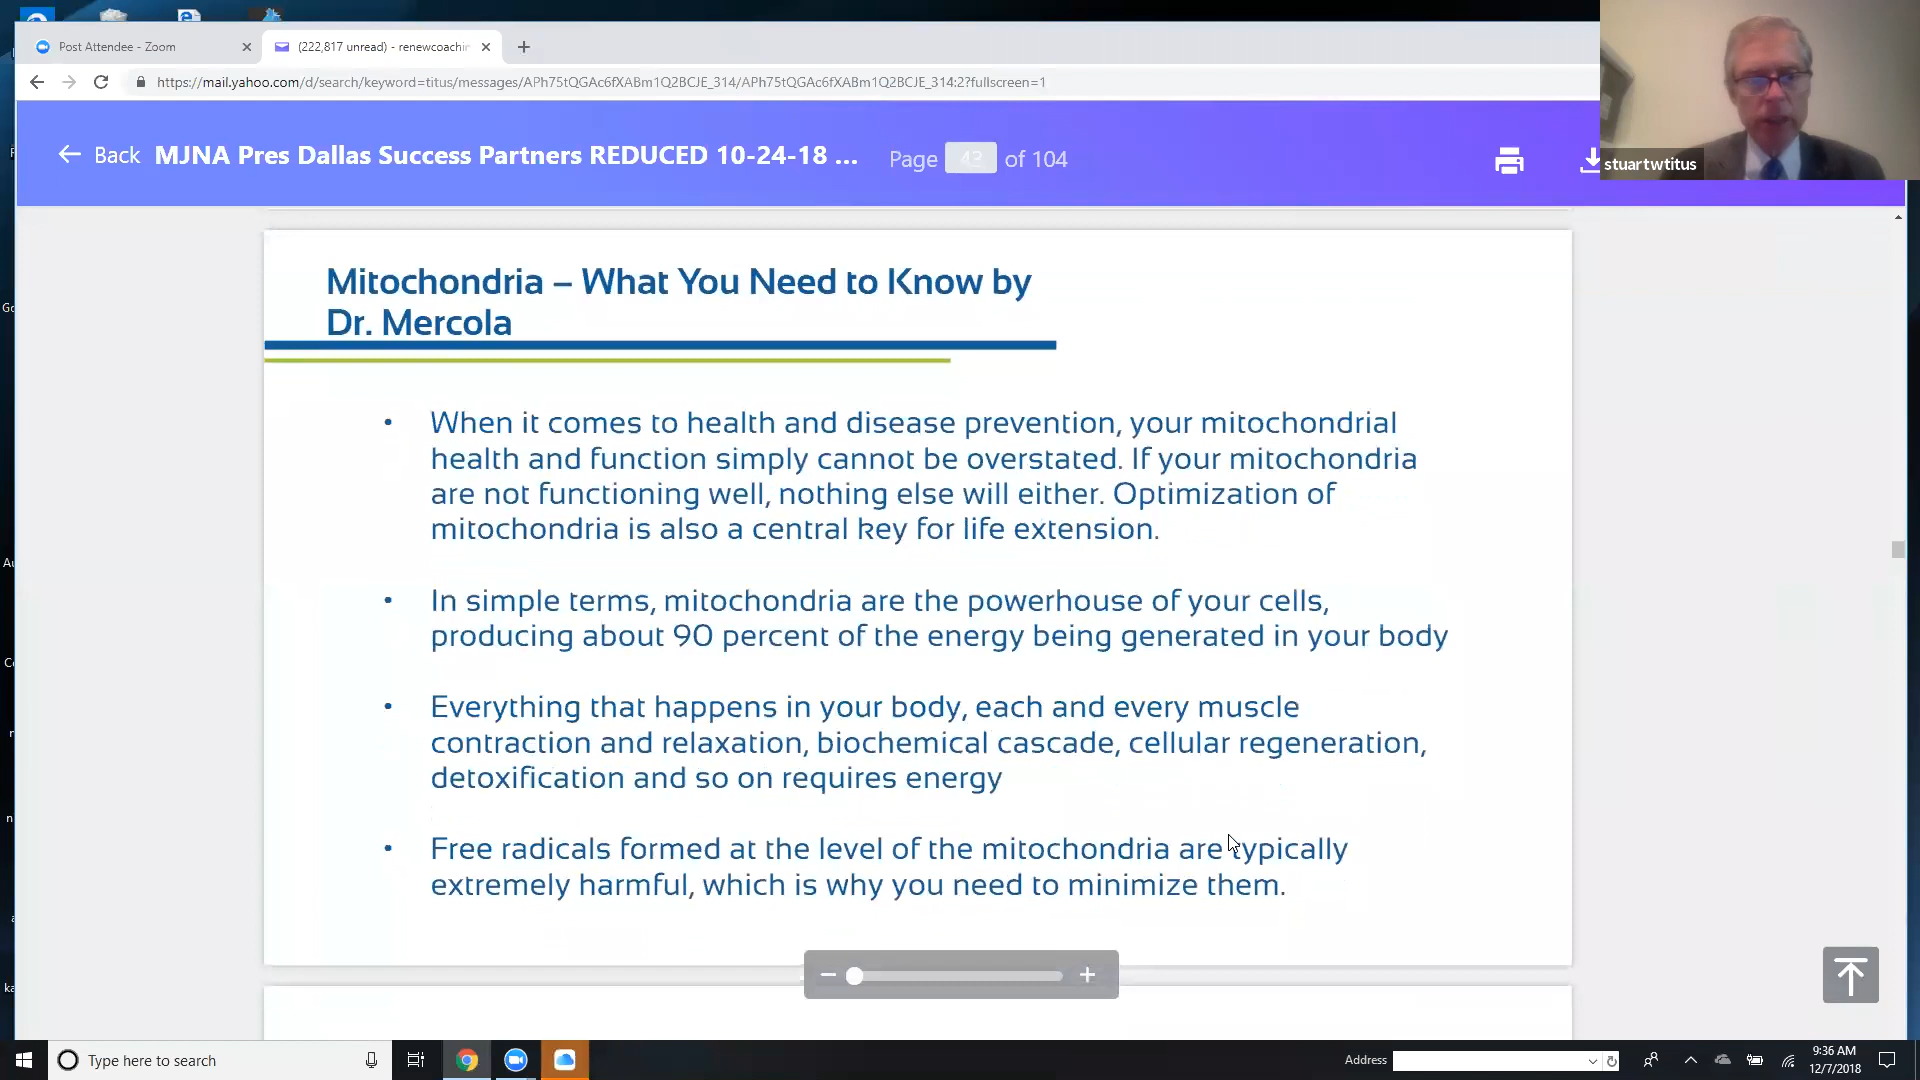 Post Attendee - Zoom
(222,817 unread) - renewcoachin
https://mail.yahoo.com/d/search/keyword=titus/messages/APh75tQGAc6fXABm1Q2BCJE_314/APh75tQGAc6fXABm1Q2BCJE_314:2?fullscreen=1
Back MJNA Pres Dallas Success Partners REDUCED 10-24-18 ... Page 43 of 104
stuartwtitus
Mitochondria – What You Need to Know by
Dr. Mercola
• When it comes to health and disease prevention, your mitochondrial
health and function simply cannot be overstated. If your mitochondria
are not functioning well, nothing else will either. Optimization of
mitochondria is also a central key for life extension.
• In simple terms, mitochondria are the powerhouse of your cells,
producing about 90 percent of the energy being generated in your body
• Everything that happens in your body, each and every muscle
contraction and relaxation, biochemical cascade, cellular regeneration,
detoxification and so on requires energy
• Free radicals formed at the level of the mitochondria are typically
extremely harmful, which is why you need to minimize them.
Type here to search
Address
9:36 AM
12/7/2018